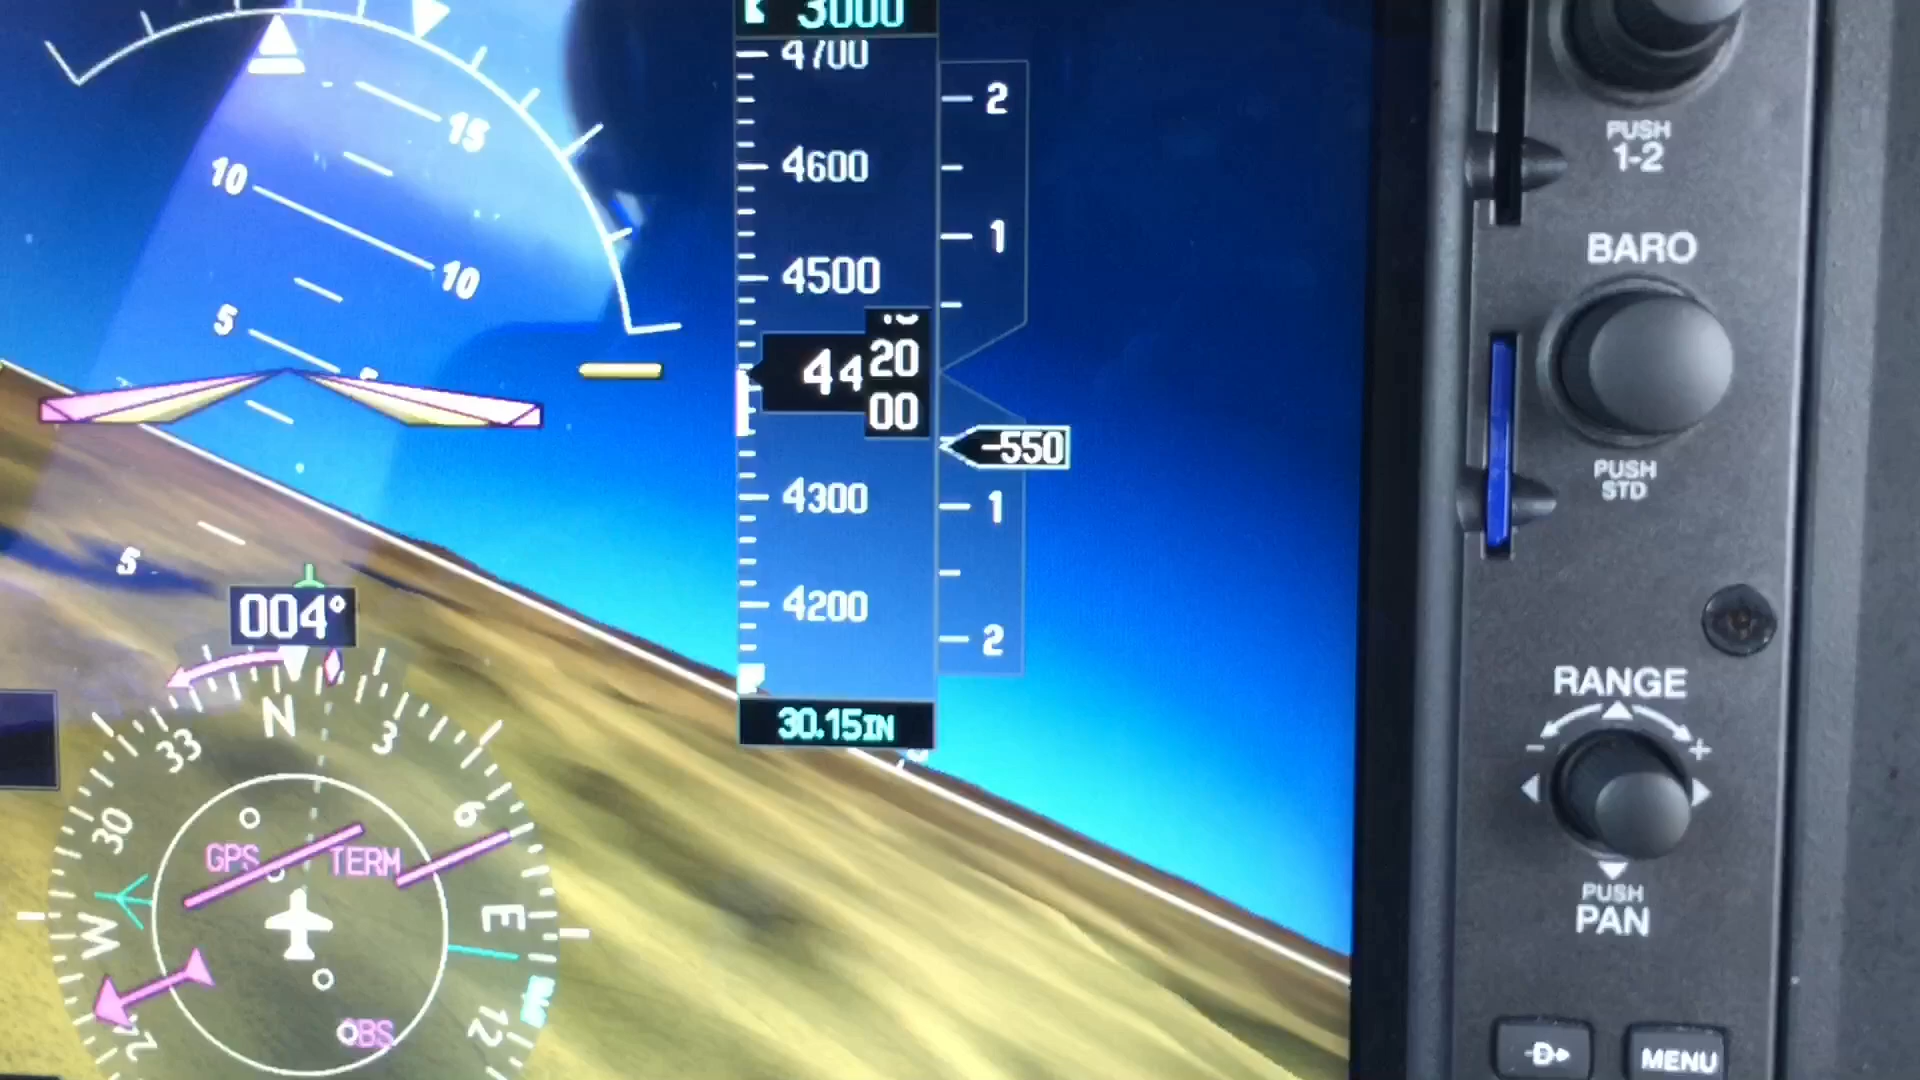 3000
4700
4600
4500
44
20
00
4300
4200
30.15IN
2
1
-550
1
2
15
10
10
5
5
004°
N
3
33
6
30
GPS
TERM
E
W
12
OBS
PUSH
1-2
BARO
PUSH
STD
RANGE
- +
PUSH
PAN
D
MENU